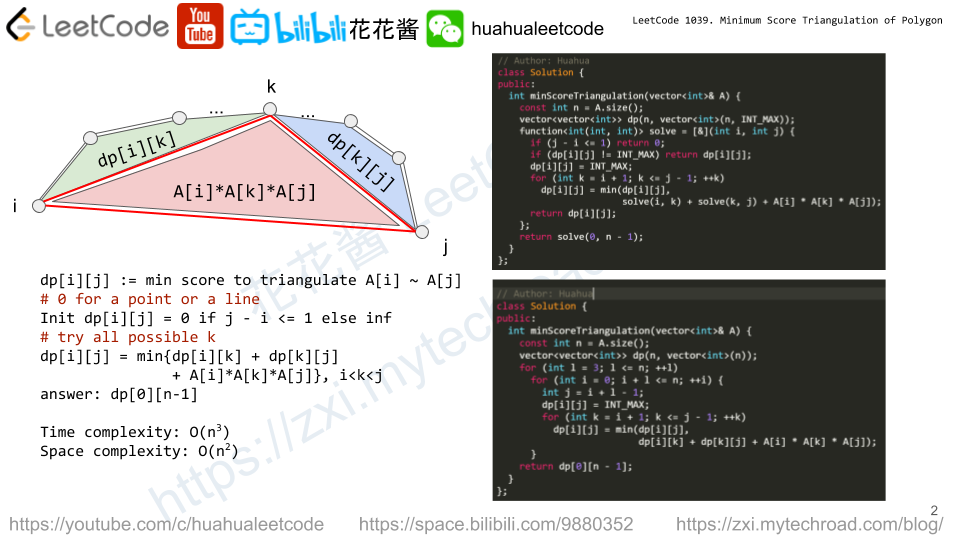 LeetCode
You
Tube
bilibili 花花酱
huahualeetcode
LeetCode 1039. Minimum Score Triangulation of Polygon
k
...
...
dp[i][k]
dp[k][j]
A[i]*A[k]*A[j]
i
j
dp[i][j] := min score to triangulate A[i] ~ A[j]
# 0 for a point or a line
Init dp[i][j] = 0 if j - i <= 1 else inf
# try all possible k
dp[i][j] = min{dp[i][k] + dp[k][j]
+ A[i]*A[k]*A[j]}, i<k<j
answer: dp[0][n-1]
Time complexity: O(n³)
Space complexity: O(n²)
// Author: Huahua
class Solution {
public:
int minScoreTriangulation(vector<int>& A) {
const int n = A.size();
vector<vector<int>> dp(n, vector<int>(n, INT_MAX));
function<int(int, int)> solve = [&](int i, int j) {
if (j - i <= 1) return 0;
if (dp[i][j] != INT_MAX) return dp[i][j];
dp[i][j] = INT_MAX;
for (int k = i + 1; k <= j - 1; ++k)
dp[i][j] = min(dp[i][j],
solve(i, k) + solve(k, j) + A[i] * A[k] * A[j]);
return dp[i][j];
};
return solve(0, n - 1);
}
};
// Author: Huahua
class Solution {
public:
int minScoreTriangulation(vector<int>& A) {
const int n = A.size();
vector<vector<int>> dp(n, vector<int>(n));
for (int l = 3; l <= n; ++l)
for (int i = 0; i + l <= n; ++i) {
int j = i + l - 1;
dp[i][j] = INT_MAX;
for (int k = i + 1; k <= j - 1; ++k)
dp[i][j] = min(dp[i][j],
dp[i][k] + dp[k][j] + A[i] * A[k] * A[j]);
}
return dp[0][n - 1];
}
};
花花酱 LeetCode
https://zxi.mytechroad
2
https://youtube.com/c/huahualeetcode
https://space.bilibili.com/9880352
https://zxi.mytechroad.com/blog/